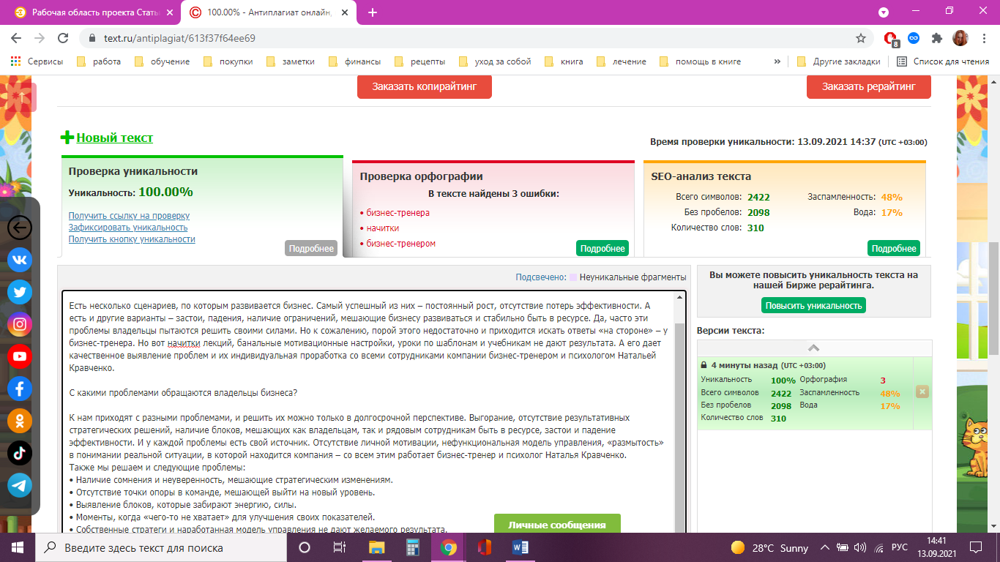 Рабочая область проекта Стать
100.00% - Антиплагиат онлайн,
text.ru/antiplagiat/613f37f64ee69
8
Сервисы
работа
обучение
покупки
заметки
финансы
рецепты
уход за собой
книга
лечение
помощь в книге
»
Другие закладки
Список для чтения
Заказать копирайтинг
Заказать рерайтинг
Новый текст
Время проверки уникальности: 13.09.2021 14:37 (UTC +03:00)
Проверка уникальности
Уникальность: 100.00%
Получить ссылку на проверку
Зафиксировать уникальность
Получить кнопку уникальности
Подробнее
Проверка орфографии
В тексте найдены 3 ошибки:
• бизнес-тренера
• начитки
• бизнес-тренером
Подробнее
SEO-анализ текста
Всего символов: 2422 Заспамленность: 48%
Без пробелов: 2098 Вода: 17%
Количество слов: 310
Подробнее
Подсвечено: Неуникальные фрагменты
Есть несколько сценариев, по которым развивается бизнес. Самый успешный из них – постоянный рост, отсутствие потерь эффективности. А
есть и другие варианты – застои, падения, наличие ограничений, мешающие бизнесу развиваться и стабильно быть в ресурсе. Да, часто эти
проблемы владельцы пытаются решить своими силами. Но к сожалению, порой этого недостаточно и приходится искать ответы «на стороне» – у
бизнес-тренера. Но вот начитки лекций, банальные мотивационные настройки, уроки по шаблонам и учебникам не дают результата. А его дает
качественное выявление проблем и их индивидуальная проработка со всеми сотрудниками компании бизнес-тренером и психологом Натальей
Кравченко.
С какими проблемами обращаются владельцы бизнеса?
К нам приходят с разными проблемами, и решить их можно только в долгосрочной перспективе. Выгорание, отсутствие результативных
стратегических решений, наличие блоков, мешающих как владельцам, так и рядовым сотрудникам быть в ресурсе, застои и падение
эффективности. И у каждой проблемы есть свой источник. Отсутствие личной мотивации, нефункциональная модель управления, «размытость»
в понимании реальной ситуации, в которой находится компания – со всем этим работает бизнес-тренер и психолог Наталья Кравченко.
Также мы решаем и следующие проблемы:
• Наличие сомнения и неуверенность, мешающие стратегическим изменениям.
• Отсутствие точки опоры в команде, мешающей выйти на новый уровень.
• Выявление блоков, которые забирают энергию, силы.
• Моменты, когда «чего-то не хватает» для улучшения своих показателей.
• Собственные стратеги и наработанная модель управления не дают желаемого результата.
Вы можете повысить уникальность текста на
нашей Бирже рерайтинга.
Повысить уникальность
Версии текста:
4 минуты назад (UTC +03:00)
Уникальность 100% Орфография 3
Всего символов 2422 Заспамленность 48%
Без пробелов 2098 Вода 17%
Количество слов 310
Личные сообщения
Введите здесь текст для поиска
28°C Sunny
РУС
14:41
13.09.2021